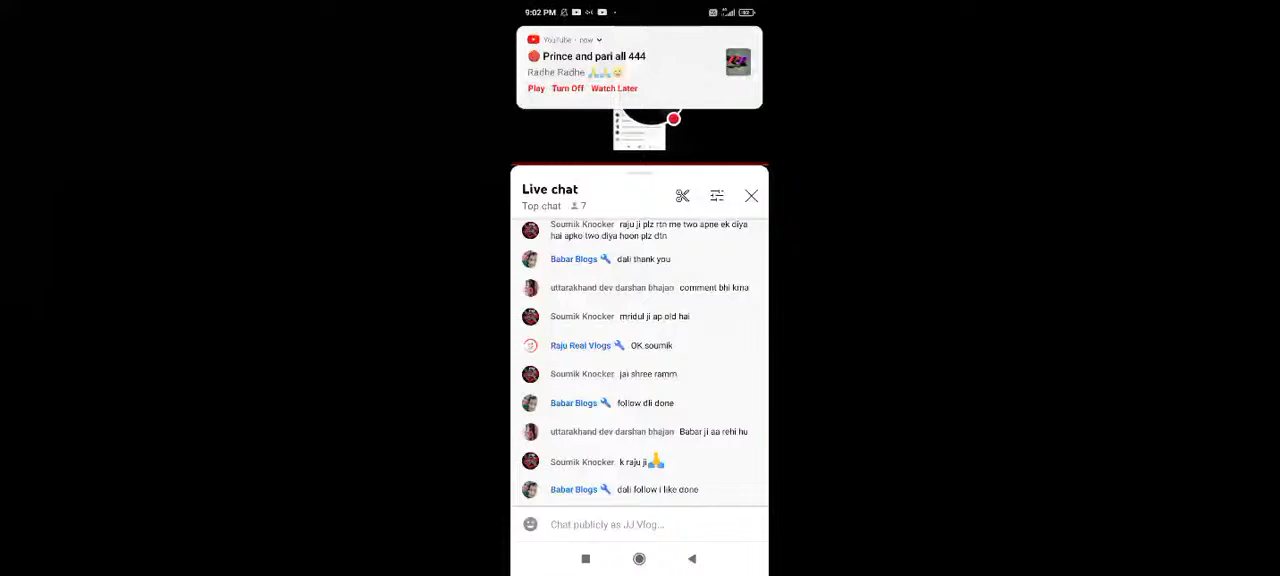 9:02 PM
YouTube · now
Prince and pari all 444
Radhe Radhe 🙏🙏😊
Play Turn Off Watch Later
Live chat
Top chat 7
Soumik Knocker raju ji plz rtn me two apne ek diya
hai apko two diya hoon plz dtn
Babar Blogs dali thank you
uttarakhand dev darshan bhajan comment bhi krna
Soumik Knocker mridul ji ap old hai
Raju Real Vlogs OK soumik
Soumik Knocker jai shree ramm
Babar Blogs follow dli done
uttarakhand dev darshan bhajan Babar ji aa rehi hu
Soumik Knocker k raju ji🙏
Babar Blogs dali follow i like done
Chat publicly as JJ Vlog...